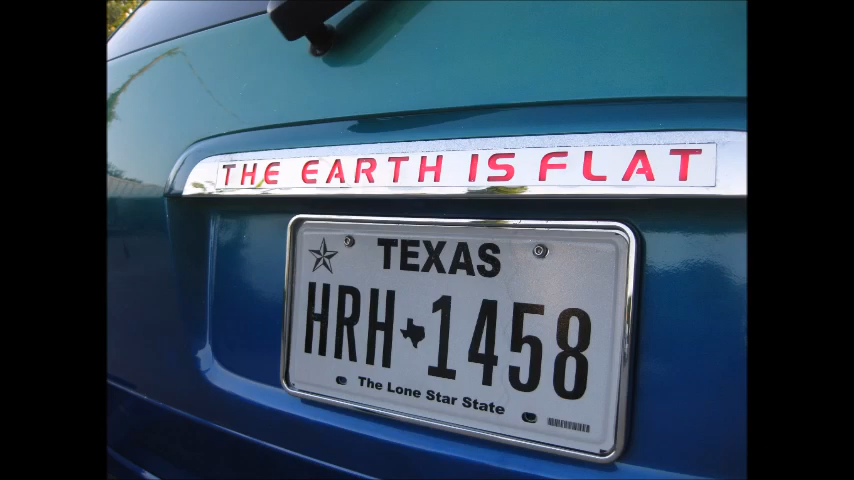 THE EARTH IS FLAT
TEXAS
HRH 1458
The Lone Star State